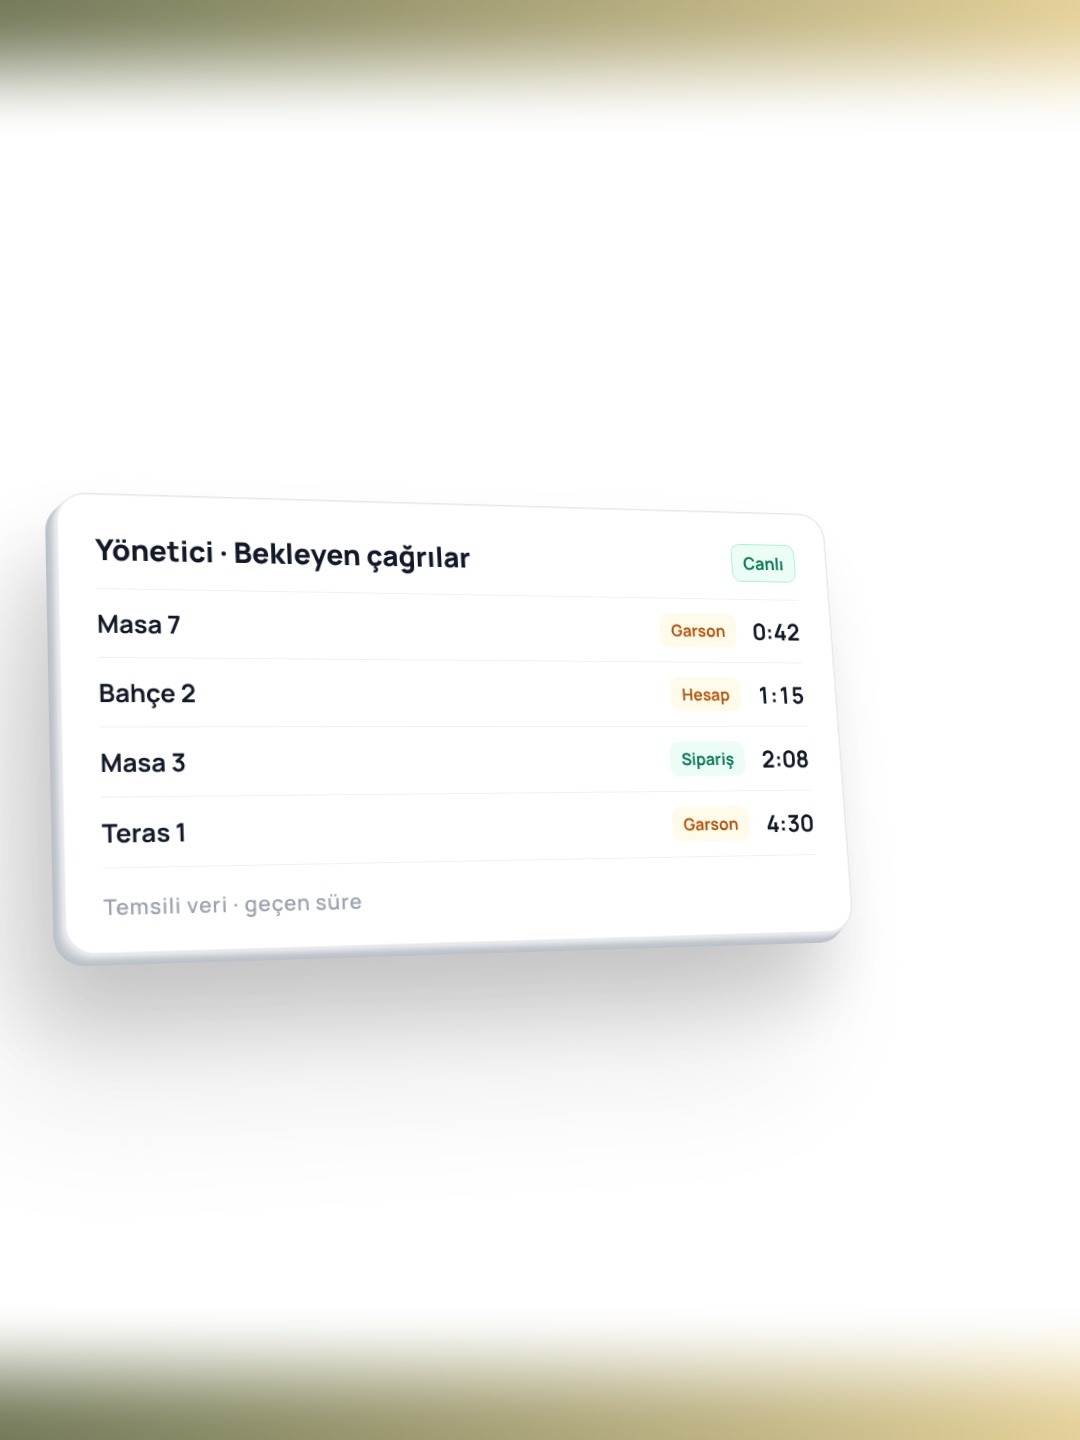 Yönetici · Bekleyen çağrılar Canlı
Masa 7 Garson 0:42
Bahçe 2 Hesap 1:15
Masa 3 Sipariş 2:08
Teras 1 Garson 4:30
Temsili veri · geçen süre